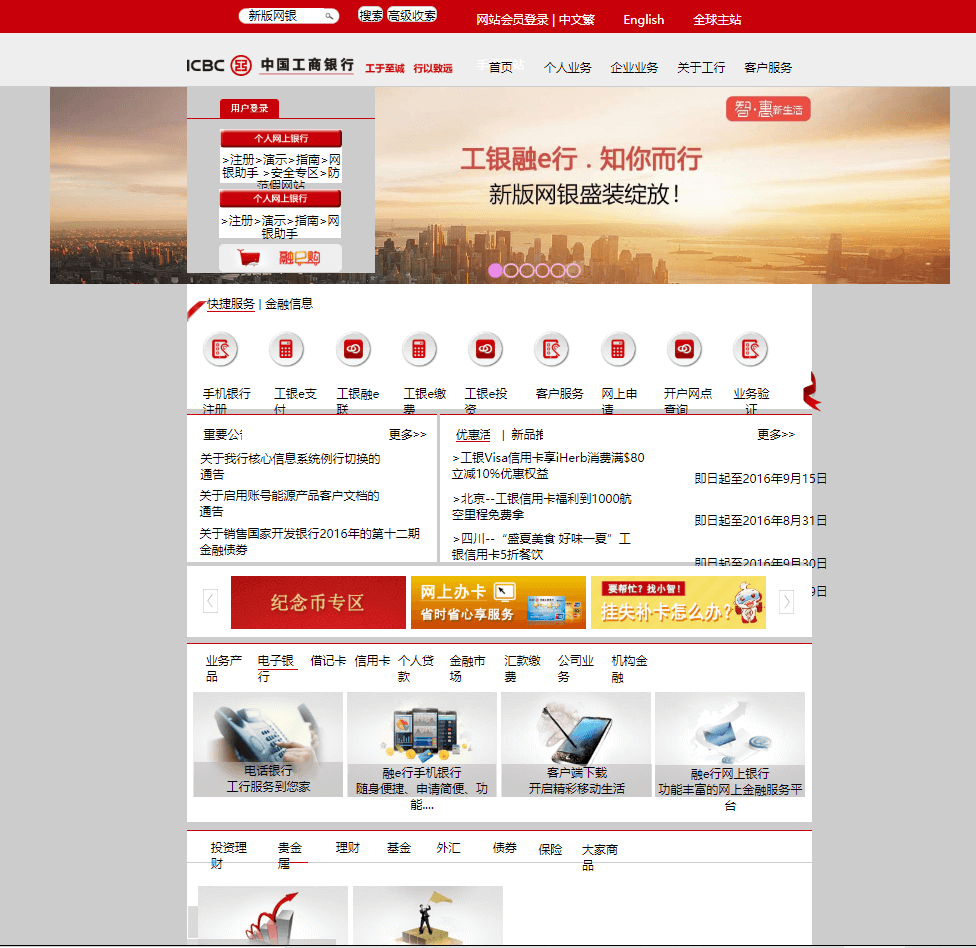 新版网银 搜索 高级收索 网站会员登录 | 中文繁 English 全球主站
ICBC 中国工商银行 工于至诚 行以致远 首页 个人业务 企业业务 关于工行 客户服务
用户登录
个人网上银行
>注册>演示>指南>网
银助手 >安全专区>防
范假网站
个人网上银行
>注册>演示>指南>网
银助手
融e购
智·惠新生活
工银融e行．知你而行
新版网银盛装绽放！
快捷服务 | 金融信息
手机银行注册
工银e支付
工银融e联
工银e缴费
工银e投资
客户服务
网上申请
开户网点查询
业务验证
重要公告 更多>>
关于我行核心信息系统例行切换的
通告
关于启用账号能源产品客户文档的
通告
关于销售国家开发银行2016年的第十二期
金融债券
优惠活 | 新品推 更多>>
>工银Visa信用卡享iHerb消费满$80
立减10%优惠权益
即日起至2016年9月15日
>北京--工银信用卡福利到1000航
空里程免费拿
即日起至2016年8月31日
>四川--“盛夏美食 好味一夏”工
银信用卡5折餐饮
即日起至2016年9月30日
9日
纪念币专区
网上办卡
省时省心享服务
要帮忙？找小智！
挂失补卡怎么办？
业务产品
电子银行
借记卡
信用卡
个人贷款
金融市场
汇款缴费
公司业务
机构金融
电话银行
工行服务到您家
融e行手机银行
随身便捷、申请简便、功
能....
客户端下载
开启精彩移动生活
融e行网上银行
功能丰富的网上金融服务平
台
投资理财
贵金属
理财
基金
外汇
债券
保险
大家商品